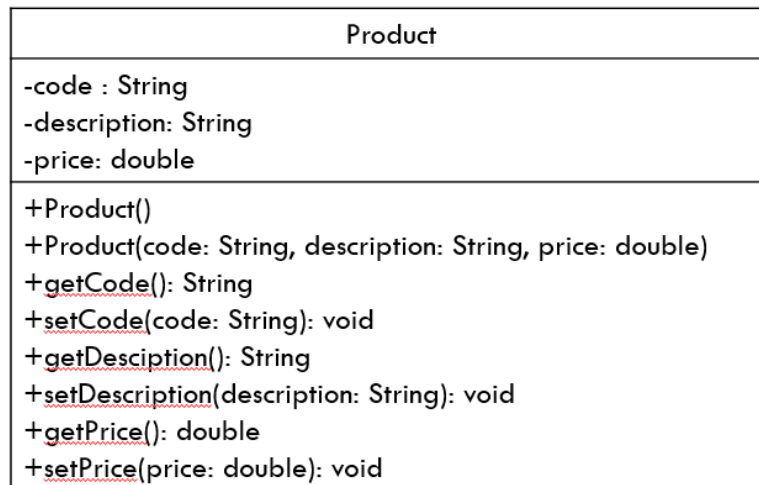 Product
-code : String
-description: String
-price: double
+Product()
+Product(code: String, description: String, price: double)
+getCode(): String
+setCode(code: String): void
+getDesciption(): String
+setDescription(description: String): void
+getPrice(): double
+setPrice(price: double): void